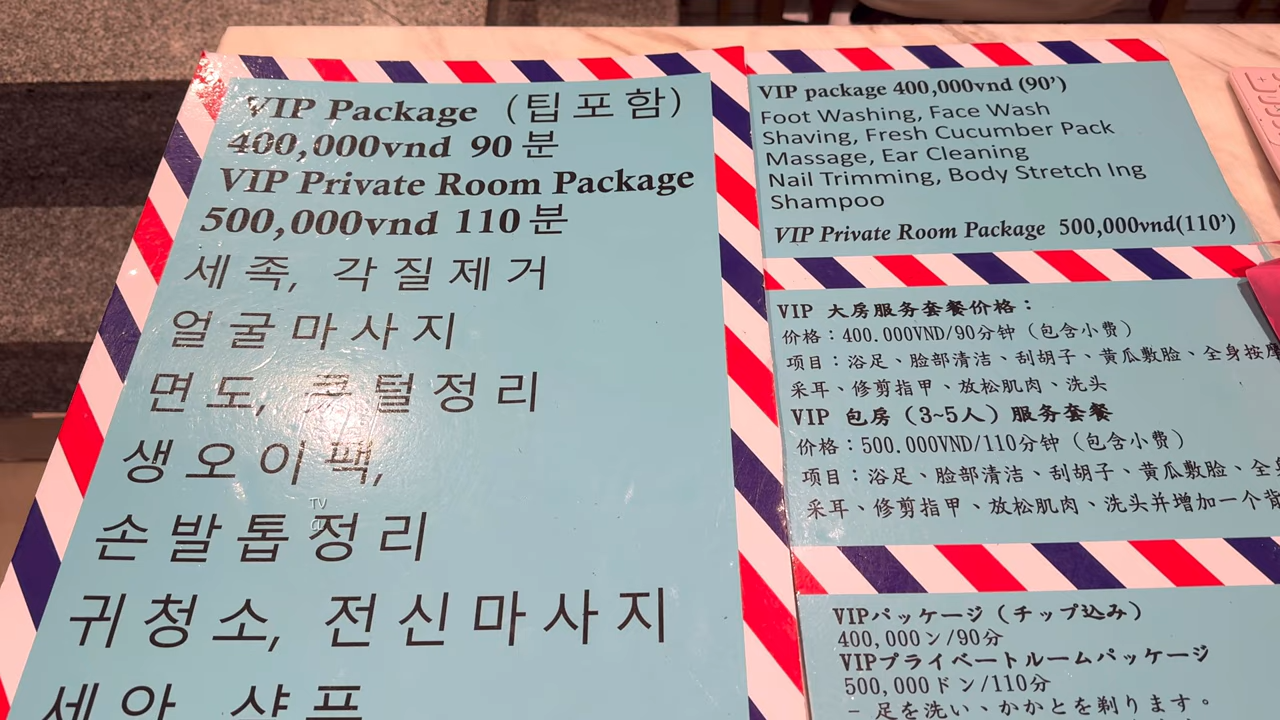 VIP Package (팁포함)
400,000vnd 90분
VIP Private Room Package
500,000vnd 110분
세족, 각질제거
얼굴마사지
면도, 콧털정리
생오이팩,
손발톱정리
귀청소, 전신마사지
세안, 샴푸
VIP package 400,000vnd (90’)
Foot Washing, Face Wash
Shaving, Fresh Cucumber Pack
Massage, Ear Cleaning
Nail Trimming, Body Stretch Ing
Shampoo
VIP Private Room Package 500,000vnd(110’)
VIP 大房服务套餐价格：
价格：400.000VND/90分钟（包含小费）
项目：浴足、脸部清洁、刮胡子、黄瓜敷脸、全身按摩
采耳、修剪指甲、放松肌肉、洗头
VIP 包房（3~5人）服务套餐
价格：500.000VND/110分钟（包含小费）
项目：浴足、脸部清洁、刮胡子、黄瓜敷脸、全身
采耳、修剪指甲、放松肌肉、洗头并增加一个背
VIPパッケージ（チップ込み）
400,000ン/90分
VIPプライベートルームパッケージ
500,000ドン/110分
- 足を洗い、かかとを剃ります。